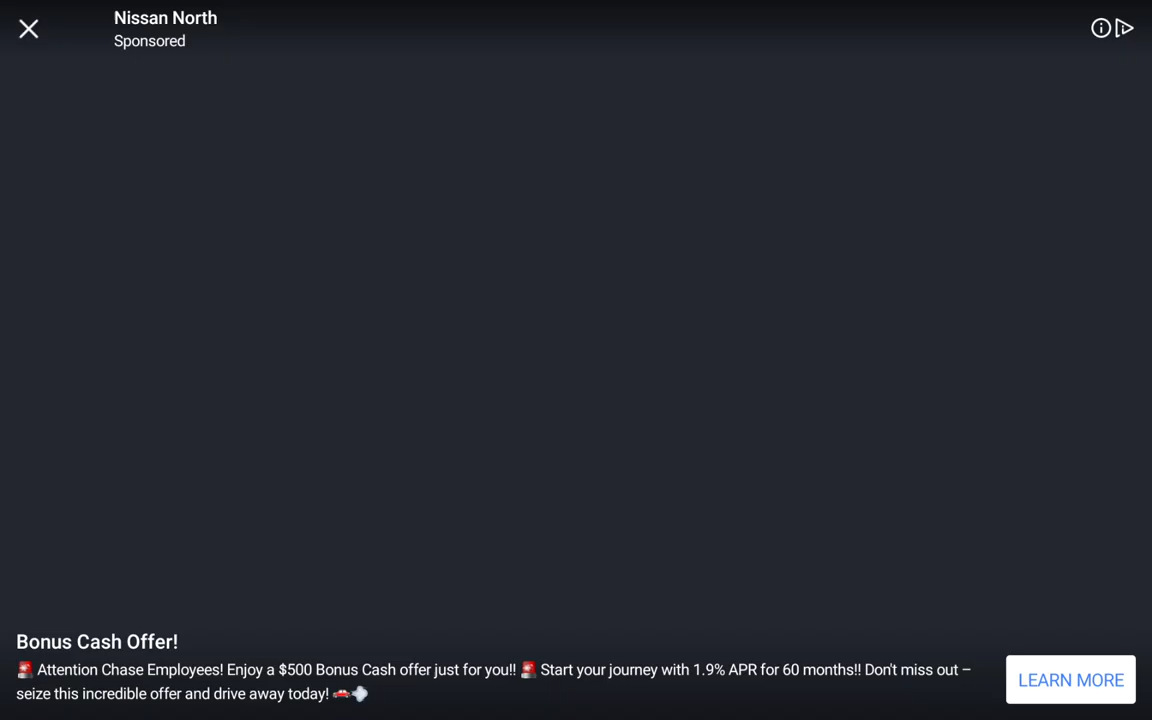 Nissan North
Sponsored
Bonus Cash Offer!
🚨 Attention Chase Employees! Enjoy a $500 Bonus Cash offer just for you!! 🚨 Start your journey with 1.9% APR for 60 months!! Don't miss out –
seize this incredible offer and drive away today! 🚗💨
LEARN MORE